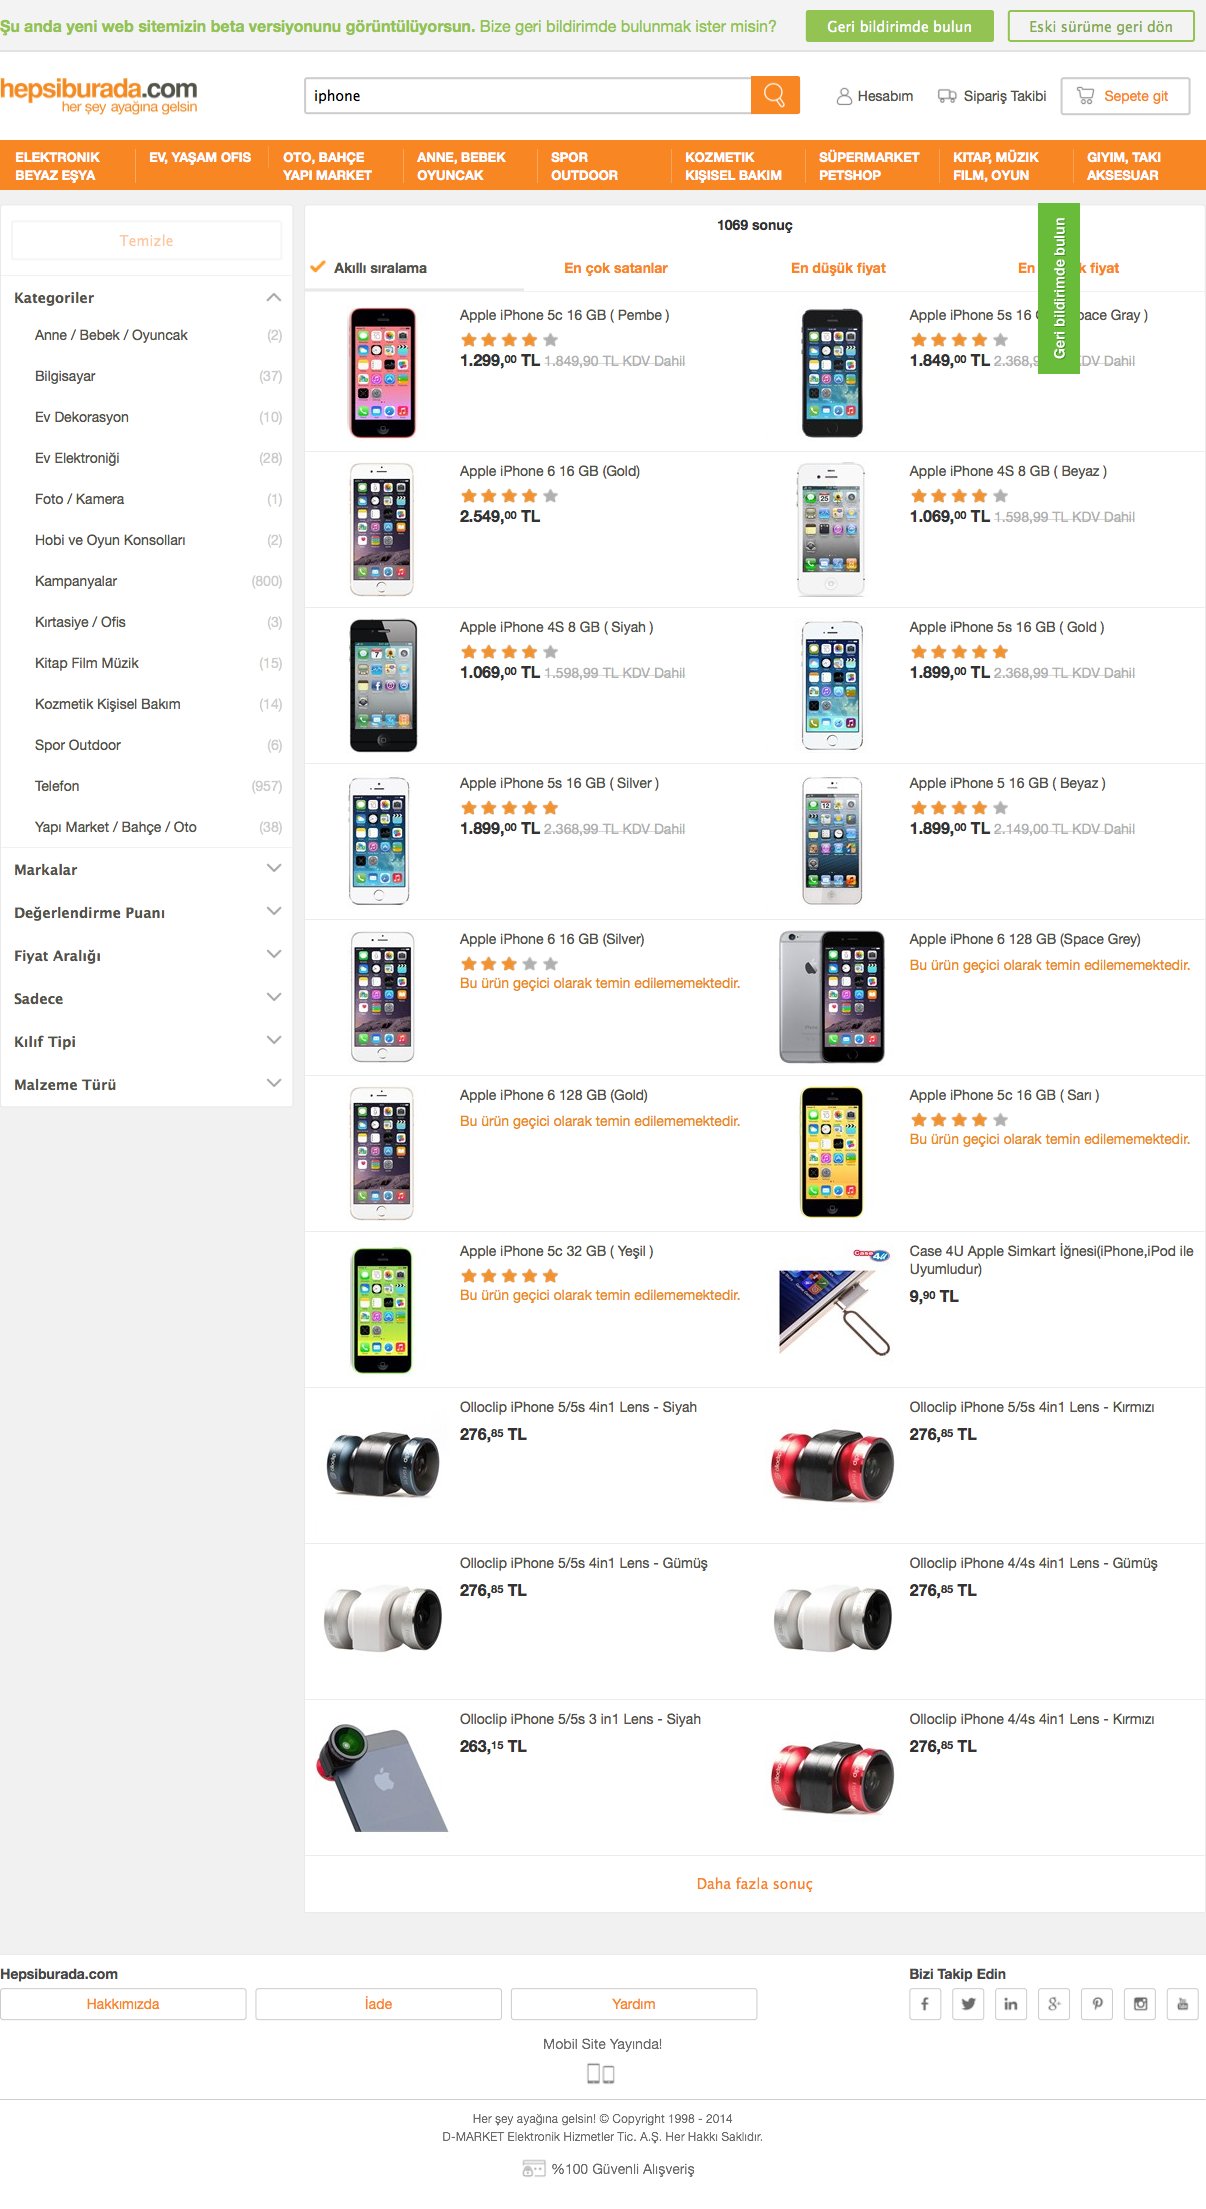 Şu anda yeni web sitemizin beta versiyonunu görüntülüyorsun. Bize geri bildirimde bulunmak ister misin?
Geri bildirimde bulun
Eski sürüme geri dön
hepsiburada.com
her şey ayağına gelsin
iphone
Hesabım
Sipariş Takibi
Sepete git
ELEKTRONIK
BEYAZ EŞYA
EV, YAŞAM OFIS
OTO, BAHÇE
YAPI MARKET
ANNE, BEBEK
OYUNCAK
SPOR
OUTDOOR
KOZMETIK
KIŞISEL BAKIM
SÜPERMARKET
PETSHOP
KITAP, MÜZIK
FILM, OYUN
GIYIM, TAKI
AKSESUAR
Temizle
Kategoriler
Anne / Bebek / Oyuncak (2)
Bilgisayar (37)
Ev Dekorasyon (10)
Ev Elektroniği (28)
Foto / Kamera (1)
Hobi ve Oyun Konsolları (2)
Kampanyalar (800)
Kırtasiye / Ofis (3)
Kitap Film Müzik (15)
Kozmetik Kişisel Bakım (14)
Spor Outdoor (6)
Telefon (957)
Yapı Market / Bahçe / Oto (38)
Markalar
Değerlendirme Puanı
Fiyat Aralığı
Sadece
Kılıf Tipi
Malzeme Türü
1069 sonuç
Akıllı sıralama
En çok satanlar
En düşük fiyat
En fiyat
Geri bildirimde bulun
Apple iPhone 5c 16 GB ( Pembe )
1.299,00 TL 1.849,90 TL KDV Dahil
Apple iPhone 5s 16 Gray )
1.849,00 TL 2.368,9 TL KDV Dahil
Apple iPhone 6 16 GB (Gold)
2.549,00 TL
Apple iPhone 4S 8 GB ( Beyaz )
1.069,00 TL 1.598,99 TL KDV Dahil
Apple iPhone 4S 8 GB ( Siyah )
1.069,00 TL 1.598,99 TL KDV Dahil
Apple iPhone 5s 16 GB ( Gold )
1.899,00 TL 2.368,99 TL KDV Dahil
Apple iPhone 5s 16 GB ( Silver )
1.899,00 TL 2.368,99 TL KDV Dahil
Apple iPhone 5 16 GB ( Beyaz )
1.899,00 TL 2.149,00 TL KDV Dahil
Apple iPhone 6 16 GB (Silver)
Bu ürün geçici olarak temin edilememektedir.
Apple iPhone 6 128 GB (Space Grey)
Bu ürün geçici olarak temin edilememektedir.
Apple iPhone 6 128 GB (Gold)
Bu ürün geçici olarak temin edilememektedir.
Apple iPhone 5c 16 GB ( Sarı )
Bu ürün geçici olarak temin edilememektedir.
Apple iPhone 5c 32 GB ( Yeşil )
Bu ürün geçici olarak temin edilememektedir.
Case 4U
Case 4U Apple Simkart İğnesi(iPhone,iPod ile
Uyumludur)
9,90 TL
Olloclip iPhone 5/5s 4in1 Lens - Siyah
276,85 TL
Olloclip iPhone 5/5s 4in1 Lens - Kırmızı
276,85 TL
Olloclip iPhone 5/5s 4in1 Lens - Gümüş
276,85 TL
Olloclip iPhone 4/4s 4in1 Lens - Gümüş
276,85 TL
Olloclip iPhone 5/5s 3 in1 Lens - Siyah
263,15 TL
Olloclip iPhone 4/4s 4in1 Lens - Kırmızı
276,85 TL
Daha fazla sonuç
Hepsiburada.com
Hakkımızda
İade
Yardım
Bizi Takip Edin
Mobil Site Yayında!
Her şey ayağına gelsin! © Copyright 1998 - 2014
D-MARKET Elektronik Hizmetler Tic. A.Ş. Her Hakkı Saklıdır.
%100 Güvenli Alışveriş